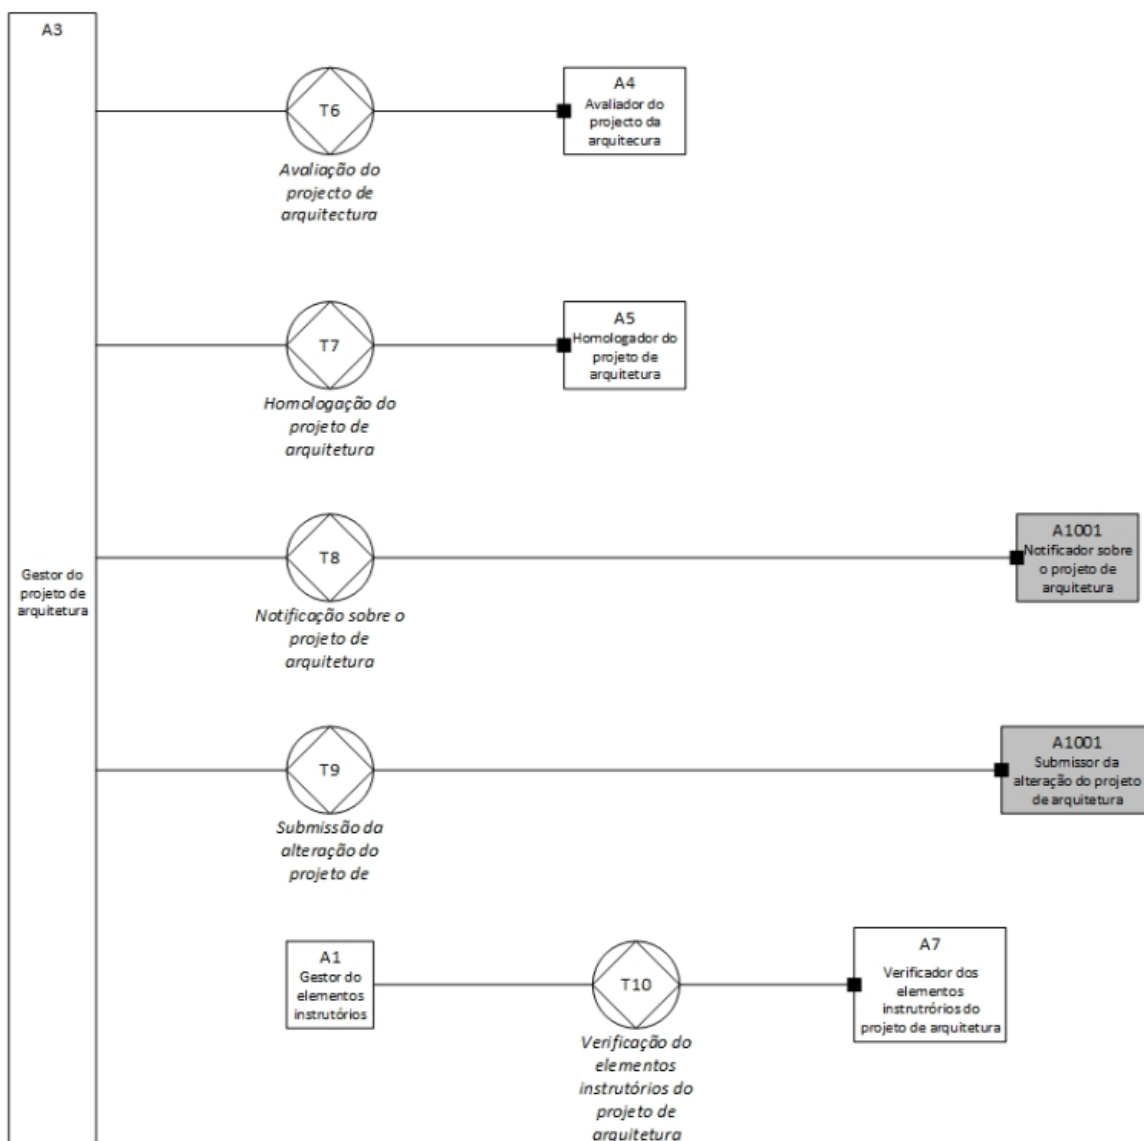 A3
T6
A4
Avaliador do
projecto da
arquitecura
Avaliação do
projecto de
arquitectura
T7
A5
Homologador do
projeto de
arquitetura
Homologação do
projeto de
arquitetura
Gestor do
projeto de
arquitetura
T8
A1001
Notificador sobre
o projeto de
arquitetura
Notificação sobre o
projeto de
arquitetura
T9
A1001
Submissor da
alteração do projeto
de arquitetura
Submissão da
alteração do
projeto de
A1
Gestor do
elementos
instrutórios
T10
A7
Verificador dos
elementos
instrutrórios do
projeto de arquitetura
Verificação do
elementos
instrutórios do
projeto de
arquitetura